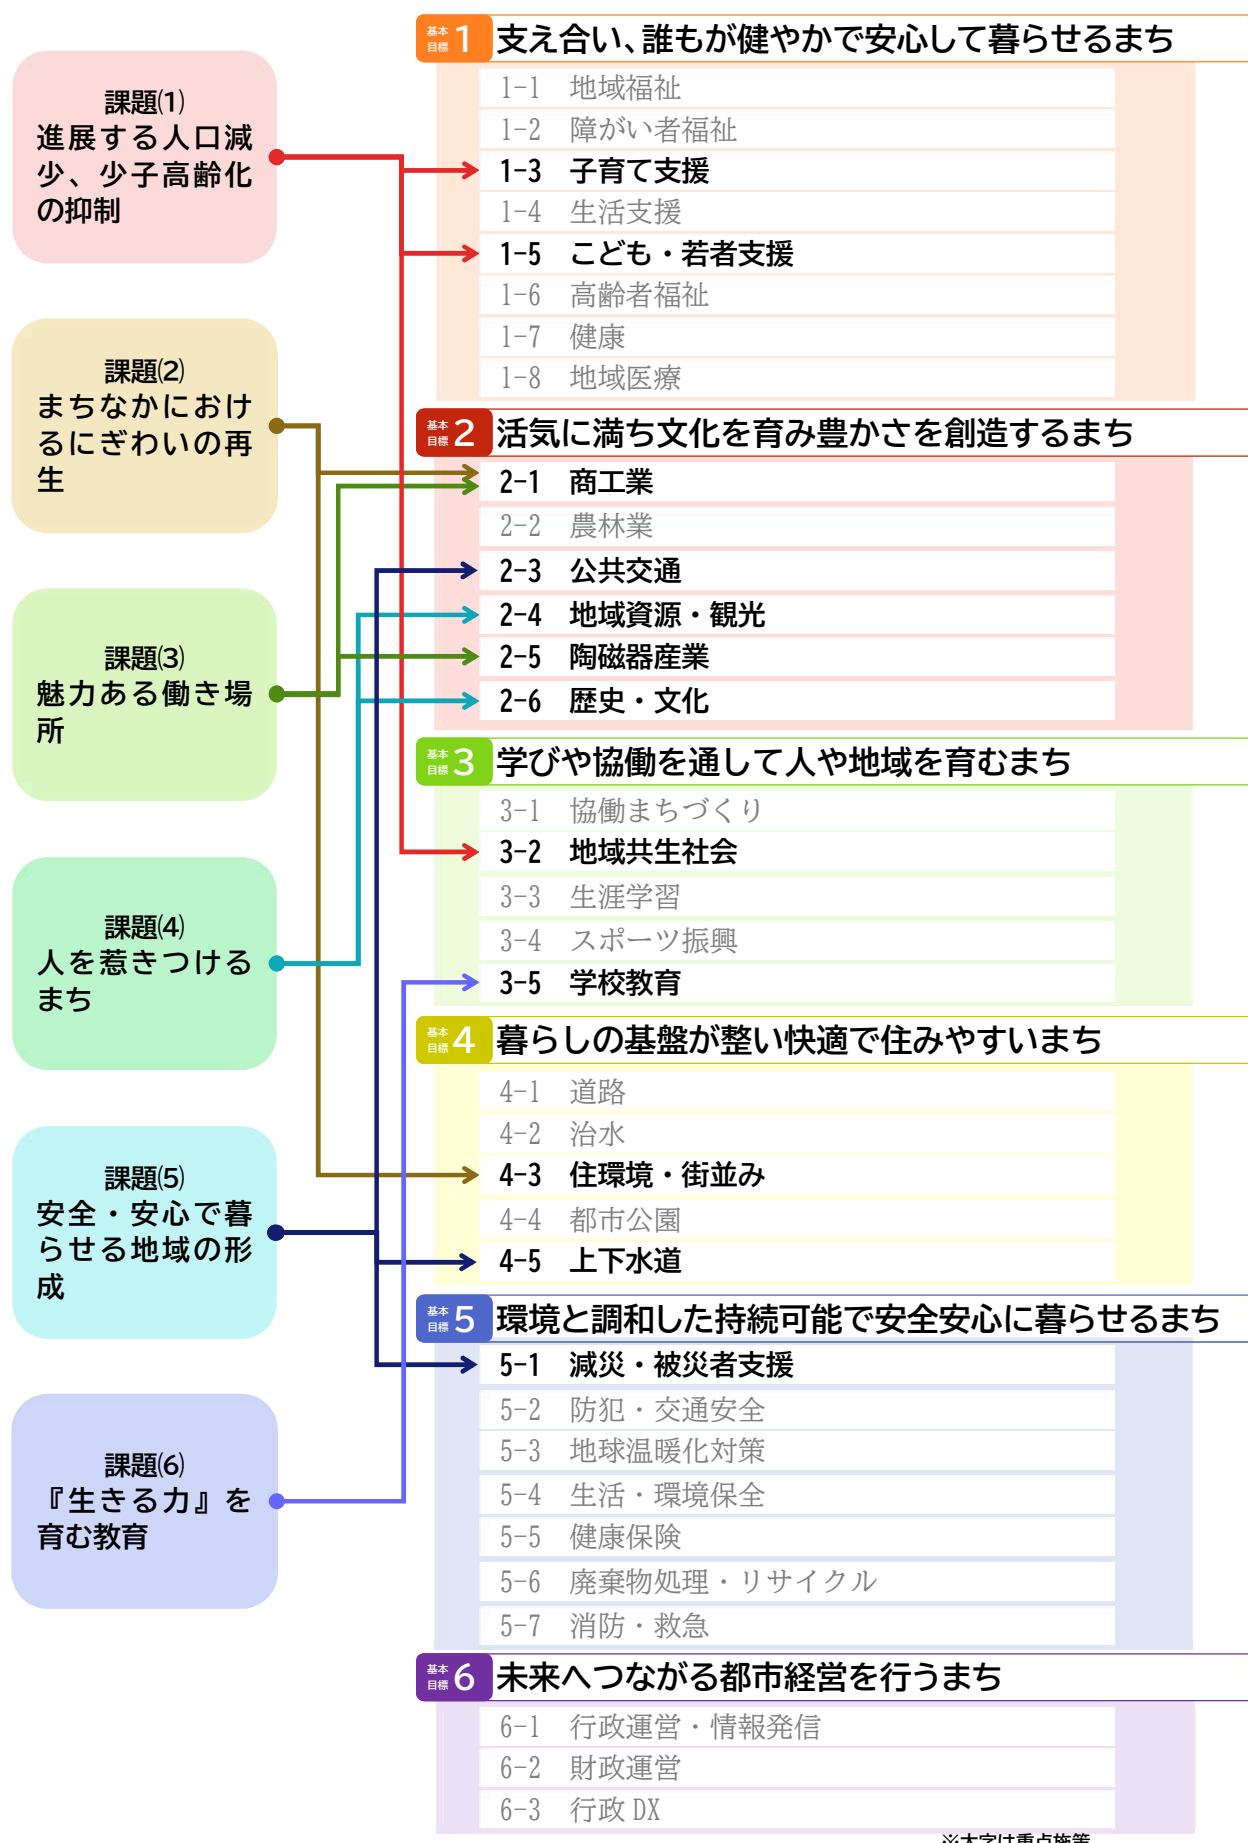 課題⑴
進展する人口減
少、少子高齢化
の抑制
課題⑵
まちなかにおけ
るにぎわいの再
生
課題⑶
魅力ある働き場
所
課題⑷
人を惹きつける
まち
課題⑸
安全・安心で暮
らせる地域の形
成
課題⑹
『生きる力』を
育む教育
基本目標1 支え合い、誰もが健やかで安心して暮らせるまち
1-1 地域福祉
1-2 障がい者福祉
1-3 子育て支援
1-4 生活支援
1-5 こども・若者支援
1-6 高齢者福祉
1-7 健康
1-8 地域医療
基本目標2 活気に満ち文化を育み豊かさを創造するまち
2-1 商工業
2-2 農林業
2-3 公共交通
2-4 地域資源・観光
2-5 陶磁器産業
2-6 歴史・文化
基本目標3 学びや協働を通して人や地域を育むまち
3-1 協働まちづくり
3-2 地域共生社会
3-3 生涯学習
3-4 スポーツ振興
3-5 学校教育
基本目標4 暮らしの基盤が整い快適で住みやすいまち
4-1 道路
4-2 治水
4-3 住環境・街並み
4-4 都市公園
4-5 上下水道
基本目標5 環境と調和した持続可能で安全安心に暮らせるまち
5-1 減災・被災者支援
5-2 防犯・交通安全
5-3 地球温暖化対策
5-4 生活・環境保全
5-5 健康保険
5-6 廃棄物処理・リサイクル
5-7 消防・救急
基本目標6 未来へつながる都市経営を行うまち
6-1 行政運営・情報発信
6-2 財政運営
6-3 行政 DX
※太字は重点施策